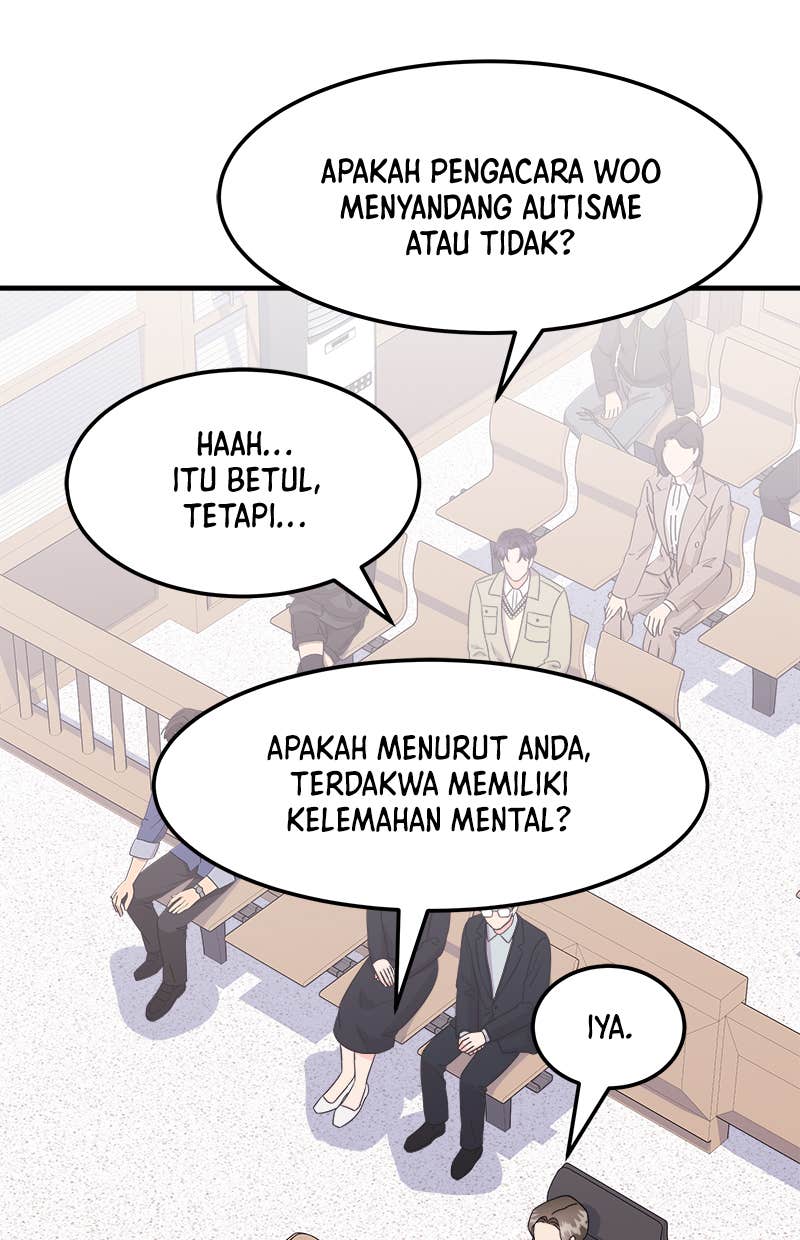 APAKAH PENGACARA WOO
MENYANDANG AUTISME
ATAU TIDAK?
HAAH...
ITU BETUL,
TETAPI...
APAKAH MENURUT ANDA,
TERDAKWA MEMILIKI
KELEMAHAN MENTAL?
IYA.